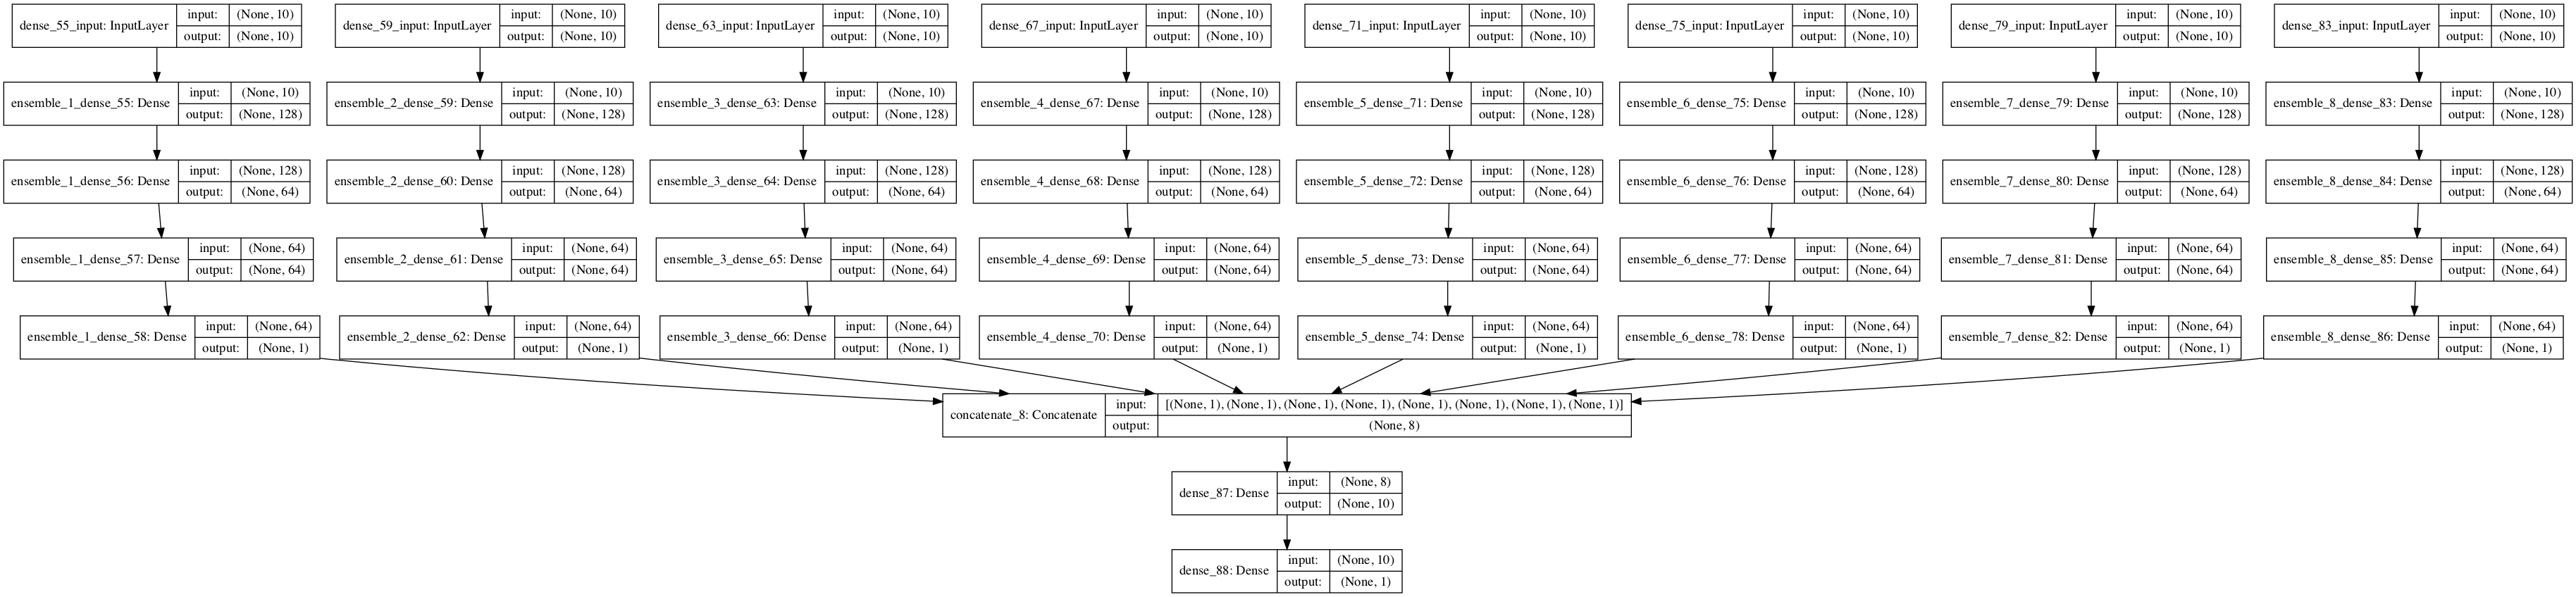 dense_55_input: InputLayer input: (None, 10) output: (None, 10)
dense_59_input: InputLayer input: (None, 10) output: (None, 10)
dense_63_input: InputLayer input: (None, 10) output: (None, 10)
dense_67_input: InputLayer input: (None, 10) output: (None, 10)
dense_71_input: InputLayer input: (None, 10) output: (None, 10)
dense_75_input: InputLayer input: (None, 10) output: (None, 10)
dense_79_input: InputLayer input: (None, 10) output: (None, 10)
dense_83_input: InputLayer input: (None, 10) output: (None, 10)
ensemble_1_dense_55: Dense input: (None, 10) output: (None, 128)
ensemble_2_dense_59: Dense input: (None, 10) output: (None, 128)
ensemble_3_dense_63: Dense input: (None, 10) output: (None, 128)
ensemble_4_dense_67: Dense input: (None, 10) output: (None, 128)
ensemble_5_dense_71: Dense input: (None, 10) output: (None, 128)
ensemble_6_dense_75: Dense input: (None, 10) output: (None, 128)
ensemble_7_dense_79: Dense input: (None, 10) output: (None, 128)
ensemble_8_dense_83: Dense input: (None, 10) output: (None, 128)
ensemble_1_dense_56: Dense input: (None, 128) output: (None, 64)
ensemble_2_dense_60: Dense input: (None, 128) output: (None, 64)
ensemble_3_dense_64: Dense input: (None, 128) output: (None, 64)
ensemble_4_dense_68: Dense input: (None, 128) output: (None, 64)
ensemble_5_dense_72: Dense input: (None, 128) output: (None, 64)
ensemble_6_dense_76: Dense input: (None, 128) output: (None, 64)
ensemble_7_dense_80: Dense input: (None, 128) output: (None, 64)
ensemble_8_dense_84: Dense input: (None, 128) output: (None, 64)
ensemble_1_dense_57: Dense input: (None, 64) output: (None, 64)
ensemble_2_dense_61: Dense input: (None, 64) output: (None, 64)
ensemble_3_dense_65: Dense input: (None, 64) output: (None, 64)
ensemble_4_dense_69: Dense input: (None, 64) output: (None, 64)
ensemble_5_dense_73: Dense input: (None, 64) output: (None, 64)
ensemble_6_dense_77: Dense input: (None, 64) output: (None, 64)
ensemble_7_dense_81: Dense input: (None, 64) output: (None, 64)
ensemble_8_dense_85: Dense input: (None, 64) output: (None, 64)
ensemble_1_dense_58: Dense input: (None, 64) output: (None, 1)
ensemble_2_dense_62: Dense input: (None, 64) output: (None, 1)
ensemble_3_dense_66: Dense input: (None, 64) output: (None, 1)
ensemble_4_dense_70: Dense input: (None, 64) output: (None, 1)
ensemble_5_dense_74: Dense input: (None, 64) output: (None, 1)
ensemble_6_dense_78: Dense input: (None, 64) output: (None, 1)
ensemble_7_dense_82: Dense input: (None, 64) output: (None, 1)
ensemble_8_dense_86: Dense input: (None, 64) output: (None, 1)
concatenate_8: Concatenate input: [(None, 1), (None, 1), (None, 1), (None, 1), (None, 1), (None, 1), (None, 1), (None, 1)] output: (None, 8)
dense_87: Dense input: (None, 8) output: (None, 10)
dense_88: Dense input: (None, 10) output: (None, 1)